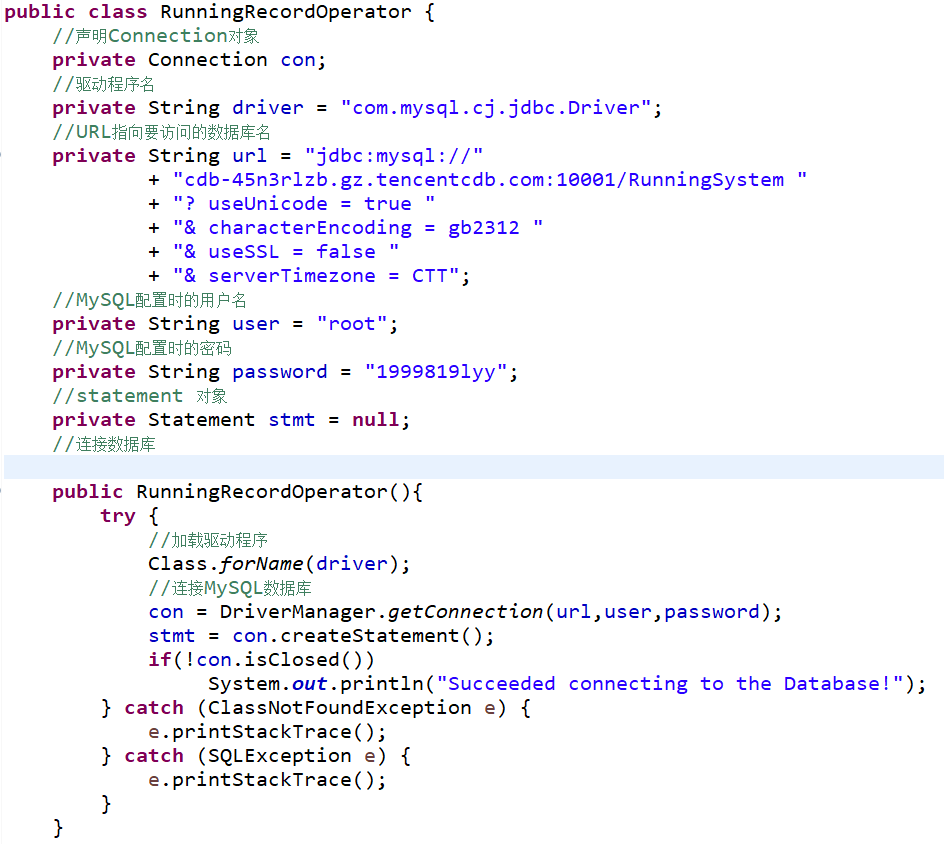 public class RunningRecordOperator {
//声明Connection对象
private Connection con;
//驱动程序名
private String driver = "com.mysql.cj.jdbc.Driver";
//URL指向要访问的数据库名
private String url = "jdbc:mysql://"
+ "cdb-45n3rlzb.gz.tencentcdb.com:10001/RunningSystem "
+ "? useUnicode = true "
+ "& characterEncoding = gb2312 "
+ "& useSSL = false "
+ "& serverTimezone = CTT";
//MySQL配置时的用户名
private String user = "root";
//MySQL配置时的密码
private String password = "1999819lyy";
//statement 对象
private Statement stmt = null;
//连接数据库
public RunningRecordOperator(){
try {
//加载驱动程序
Class.forName(driver);
//连接MySQL数据库
con = DriverManager.getConnection(url,user,password);
stmt = con.createStatement();
if(!con.isClosed())
System.out.println("Succeeded connecting to the Database!");
} catch (ClassNotFoundException e) {
e.printStackTrace();
} catch (SQLException e) {
e.printStackTrace();
}
}